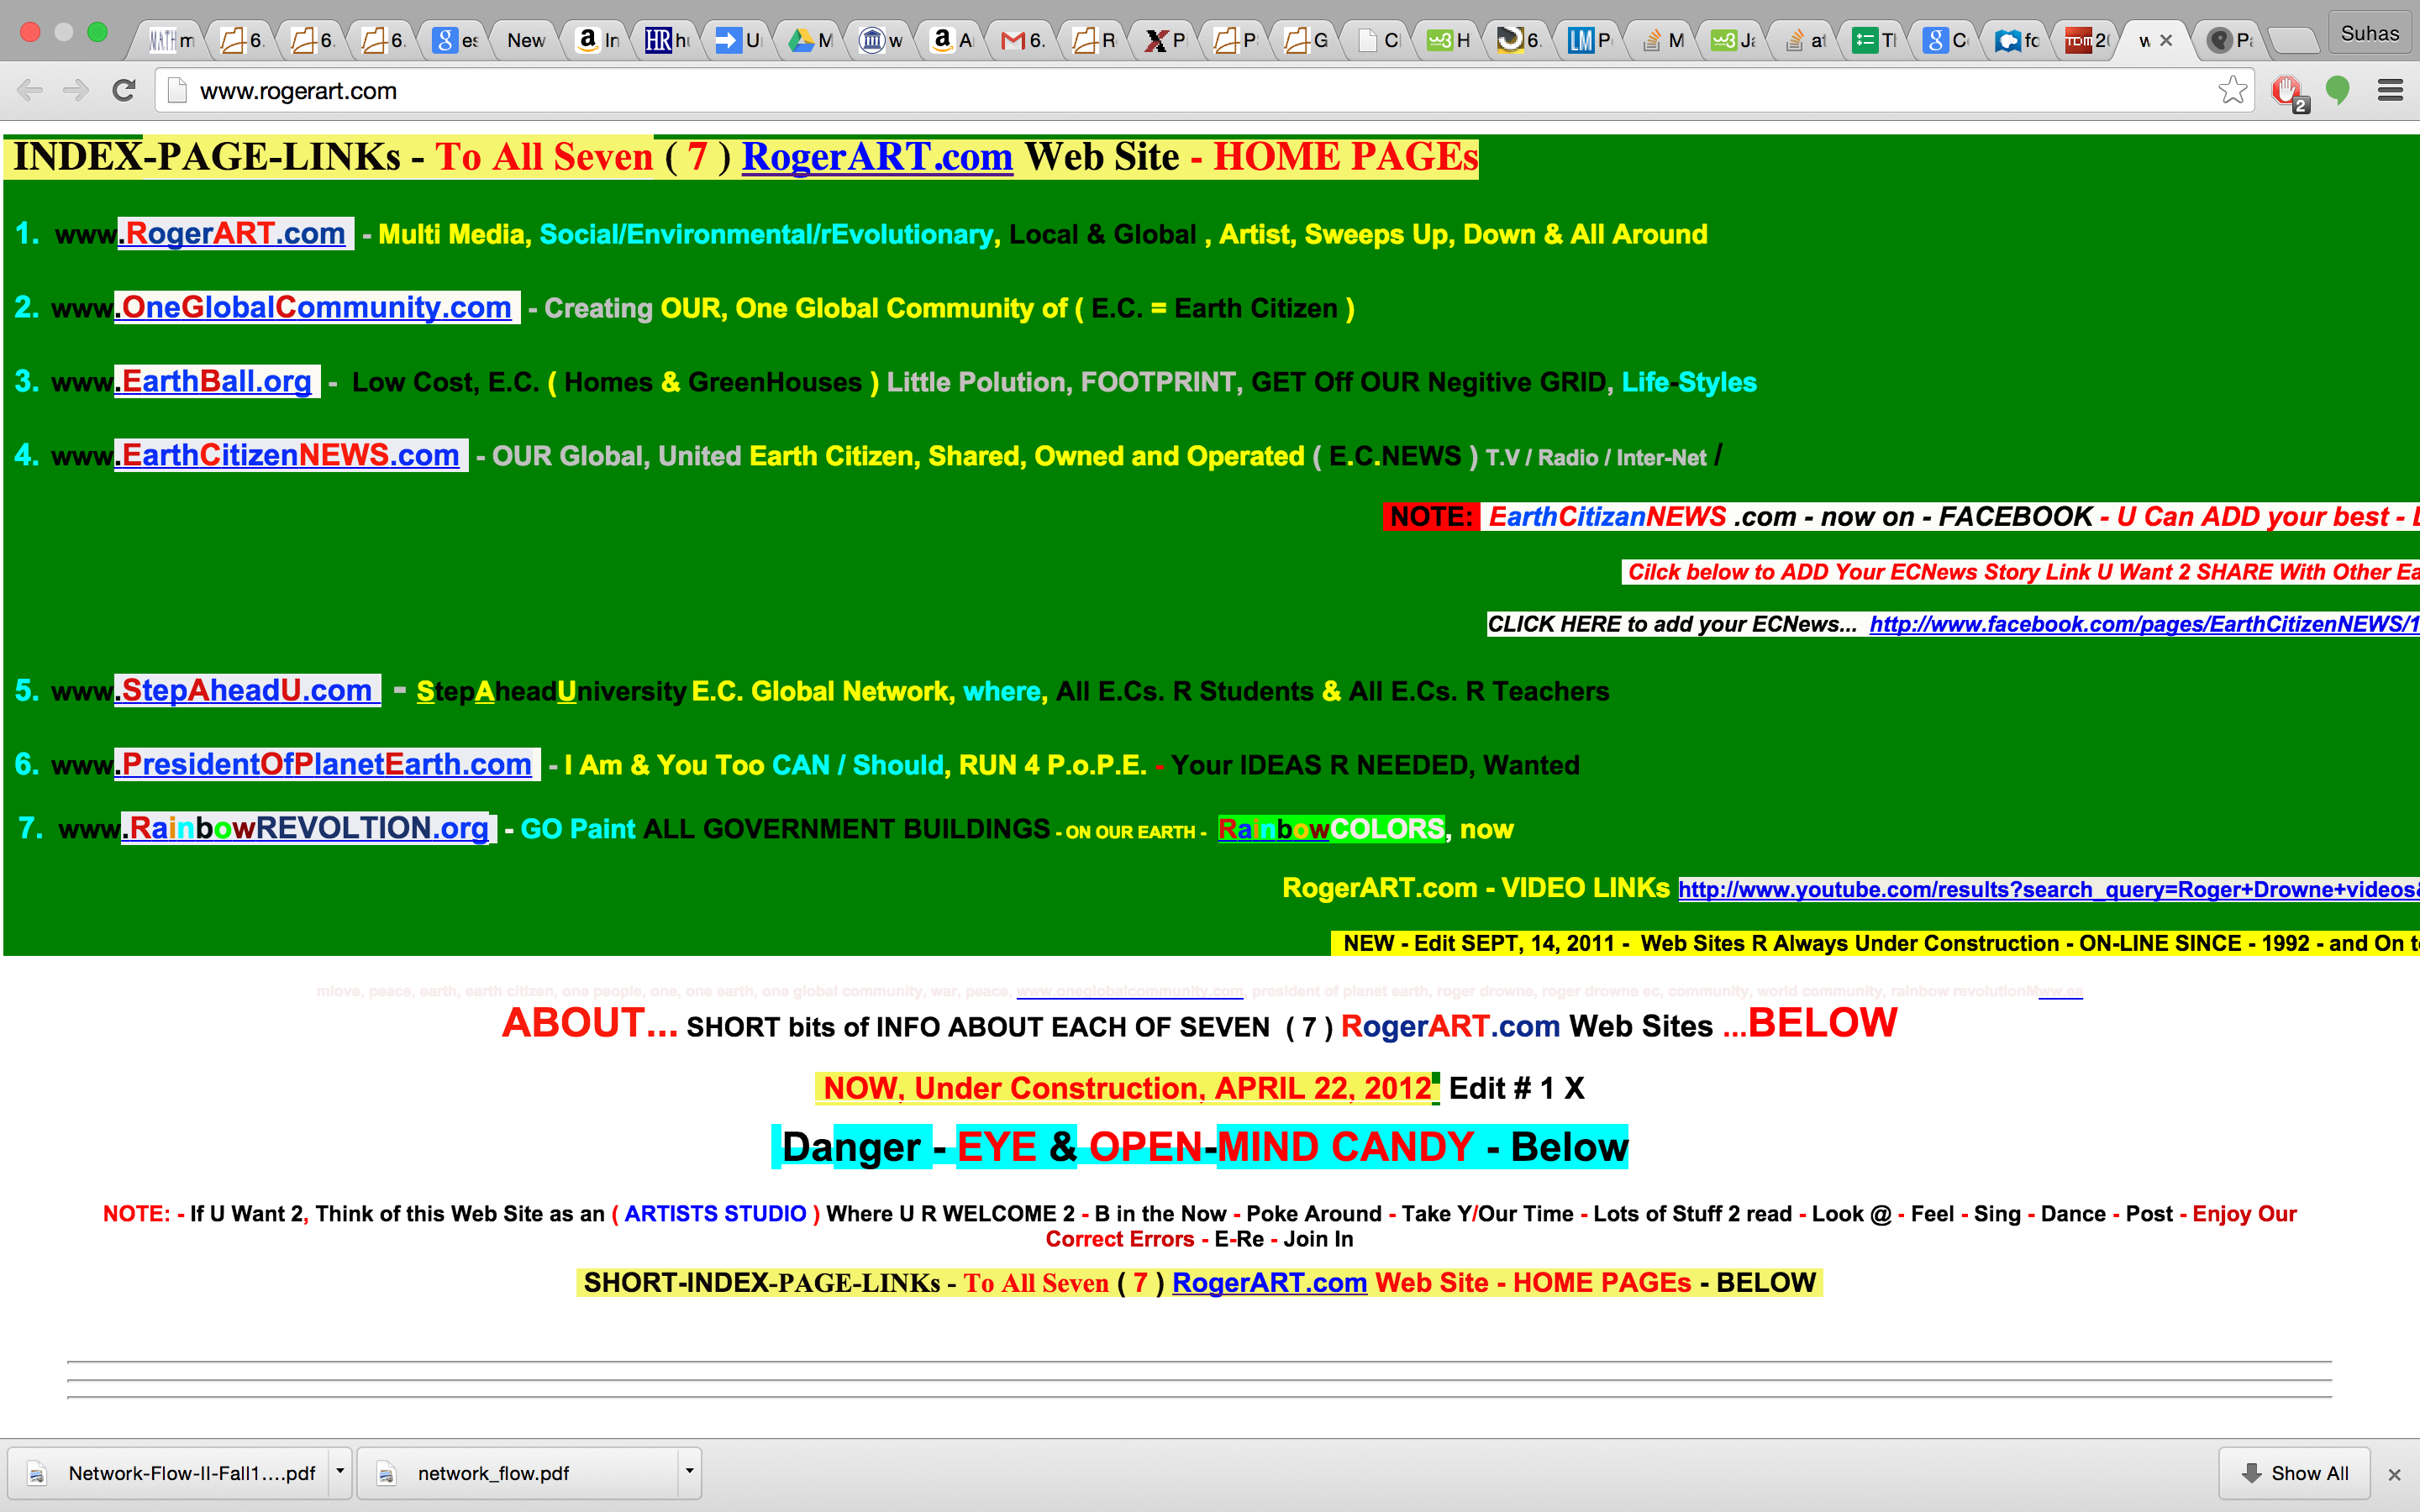 m 6. 6. 6. es New In hu U M w A 6. R P P G C H 6. P M Ja at Tl C fc 2 w P Suhas
www.rogerart.com
INDEX-PAGE-LINKs - To All Seven ( 7 ) RogerART.com Web Site - HOME PAGEs
1. www.RogerART.com - Multi Media, Social/Environmental/rEvolutionary, Local & Global , Artist, Sweeps Up, Down & All Around
2. www.OneGlobalCommunity.com - Creating OUR, One Global Community of ( E.C. = Earth Citizen )
3. www.EarthBall.org - Low Cost, E.C. ( Homes & GreenHouses ) Little Polution, FOOTPRINT, GET Off OUR Negitive GRID, Life-Styles
4. www.EarthCitizenNEWS.com - OUR Global, United Earth Citizen, Shared, Owned and Operated ( E.C.NEWS ) T.V / Radio / Inter-Net /
NOTE: EarthCitizanNEWS .com - now on - FACEBOOK - U Can ADD your best -
Cilck below to ADD Your ECNews Story Link U Want 2 SHARE With Other Ea
CLICK HERE to add your ECNews... http://www.facebook.com/pages/EarthCitizenNEWS/1
5. www.StepAheadU.com - StepAheadUniversity E.C. Global Network, where, All E.Cs. R Students & All E.Cs. R Teachers
6. www.PresidentOfPlanetEarth.com - I Am & You Too CAN / Should, RUN 4 P.o.P.E. - Your IDEAS R NEEDED, Wanted
7. www.RainbowREVOLTION.org - GO Paint ALL GOVERNMENT BUILDINGS - ON OUR EARTH - RainbowCOLORS, now
RogerART.com - VIDEO LINKs http://www.youtube.com/results?search_query=Roger+Drowne+videos&
NEW - Edit SEPT, 14, 2011 - Web Sites R Always Under Construction - ON-LINE SINCE - 1992 - and On t
mlove, peace, earth, earth citizen, one people, one, one earth, one global community, war, peace, www.oneglobalcommunity.com, president of planet earth, roger drowne, roger drowne ec, community, world community, rainbow revolutionMww.ea
ABOUT... SHORT bits of INFO ABOUT EACH OF SEVEN ( 7 ) RogerART.com Web Sites ...BELOW
NOW, Under Construction, APRIL 22, 2012 Edit # 1 X
Danger - EYE & OPEN-MIND CANDY - Below
NOTE: - If U Want 2, Think of this Web Site as an ( ARTISTS STUDIO ) Where U R WELCOME 2 - B in the Now - Poke Around - Take Y/Our Time - Lots of Stuff 2 read - Look @ - Feel - Sing - Dance - Post - Enjoy Our
Correct Errors - E-Re - Join In
SHORT-INDEX-PAGE-LINKs - To All Seven ( 7 ) RogerART.com Web Site - HOME PAGEs - BELOW
Network-Flow-II-Fall1....pdf network_flow.pdf Show All